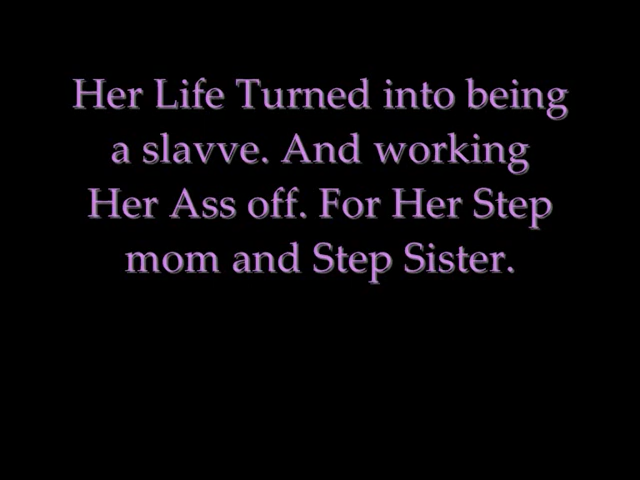 Her Life Turned into being
a slavve. And working
Her Ass off. For Her Step
mom and Step Sister.